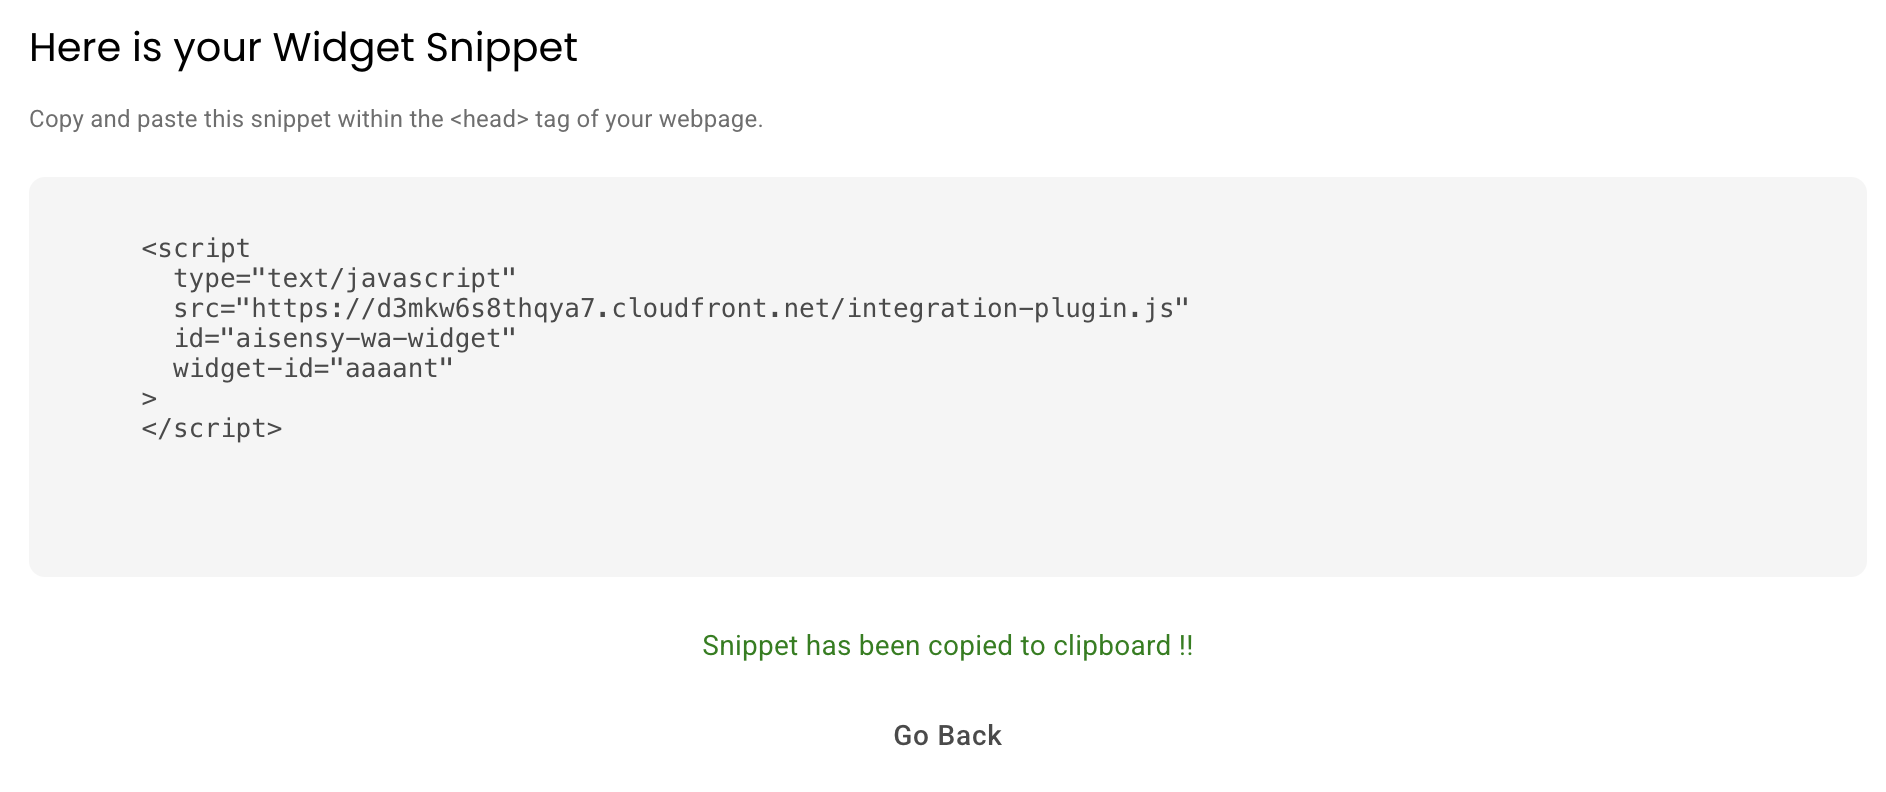 Here is your Widget Snippet
Copy and paste this snippet within the <head> tag of your webpage.
<script
type="text/javascript"
src="https://d3mkw6s8thqya7.cloudfront.net/integration-plugin.js"
id="aisensy-wa-widget"
widget-id="aaaant"
>
</script>
Snippet has been copied to clipboard !!
Go Back